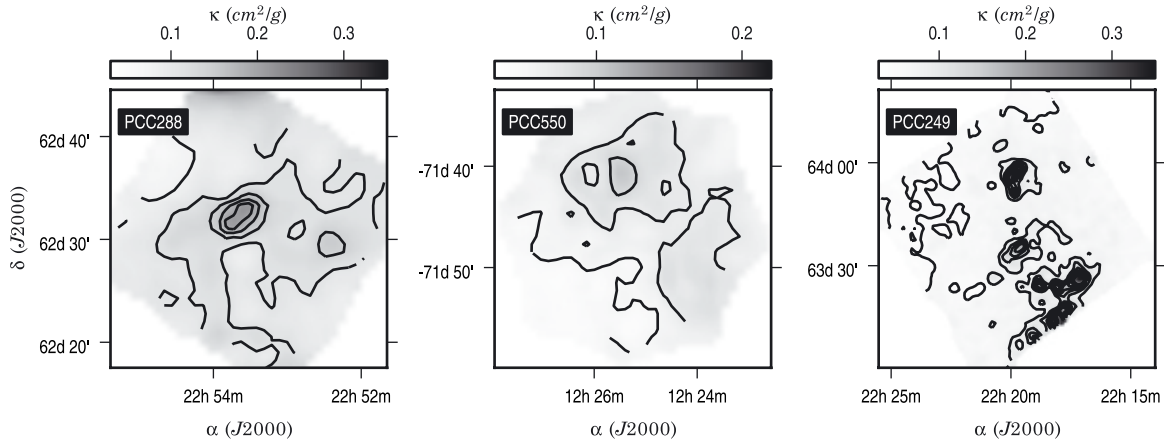 κ (cm²/g) κ (cm²/g) κ (cm²/g)
0.1 0.2 0.3 0.1 0.2 0.1 0.2 0.3
PCC288 PCC550 PCC249
62d 40' -71d 40' 64d 00'
62d 30' -71d 50' 63d 30'
62d 20'
δ (J2000)
22h 54m 22h 52m 12h 26m 12h 24m 22h 25m 22h 20m 22h 15m
α (J2000) α (J2000) α (J2000)